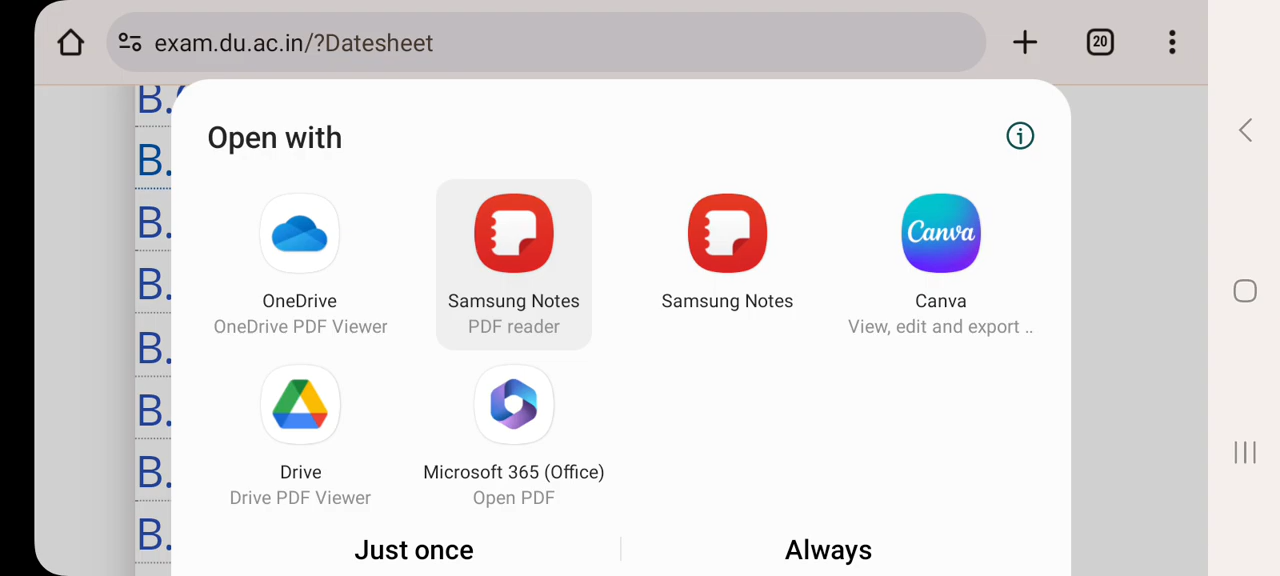 exam.du.ac.in/?Datesheet
20
Open with
B.
B.
B.
B.
B.
B.
B.
B.
Canva
OneDrive
OneDrive PDF Viewer
Samsung Notes
PDF reader
Samsung Notes
Canva
View, edit and export ..
Drive
Drive PDF Viewer
Microsoft 365 (Office)
Open PDF
Just once
Always